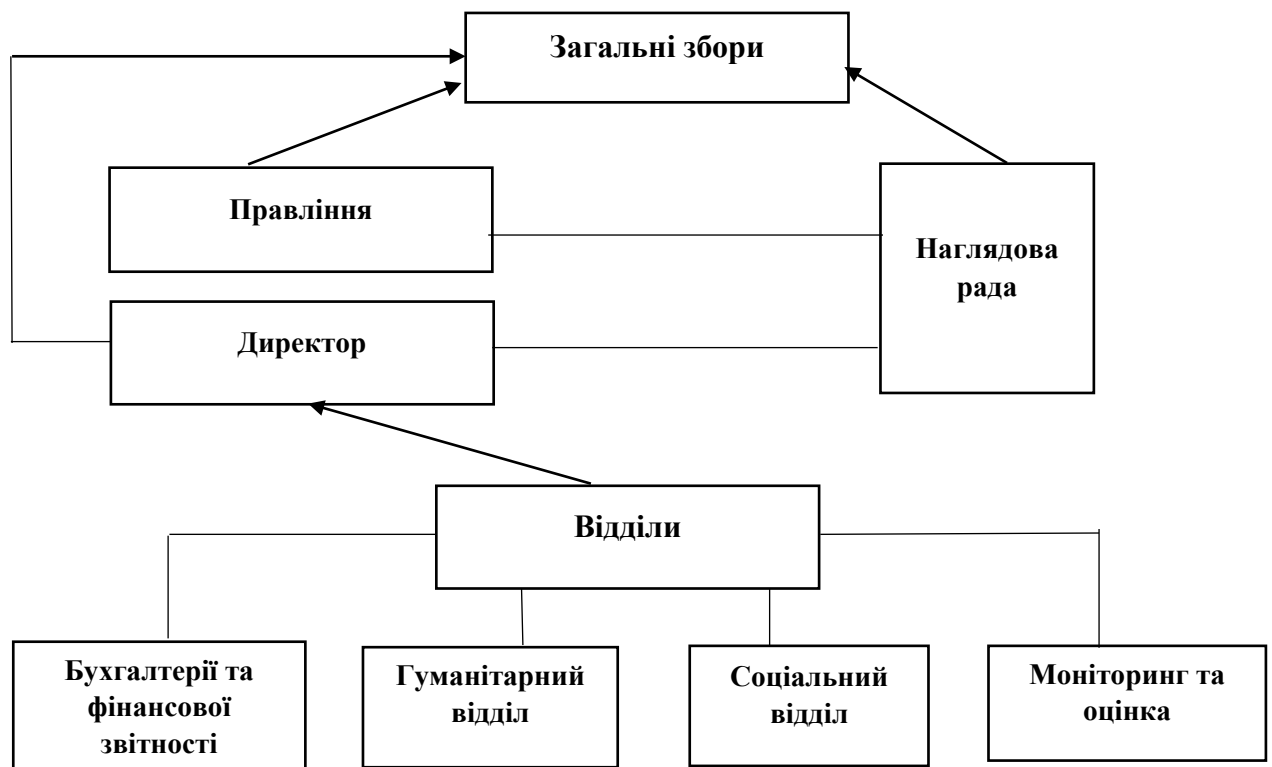 Загальні збори
Правління
Наглядова
рада
Директор
Відділи
Бухгалтерії та
фінансової
звітності
Гуманітарний
відділ
Соціальний
відділ
Моніторинг та
оцінка